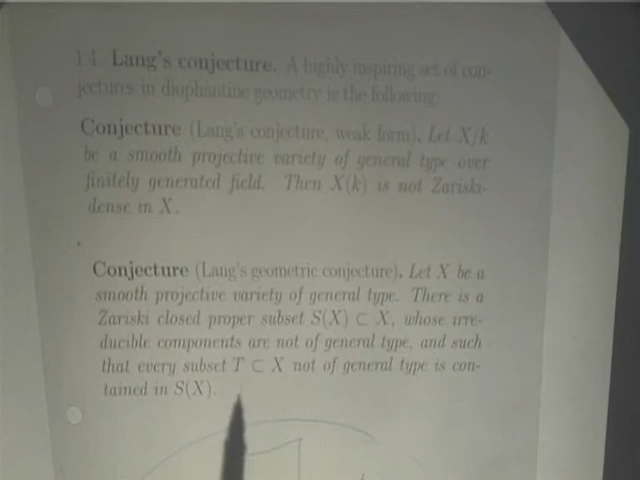 1.4 Lang's conjecture. A highly inspiring set of con-
jectures in diophantine geometry is the following:
Conjecture (Lang's conjecture, weak form). Let X/k
be a smooth projective variety of general type over
finitely generated field. Then X(k) is not Zariski-
dense in X.
Conjecture (Lang's geometric conjecture). Let X be a
smooth projective variety of general type. There is a
Zariski closed proper subset S(X) ⊂ X, whose irre-
ducible components are not of general type, and such
that every subset T ⊂ X not of general type is con-
tained in S(X).